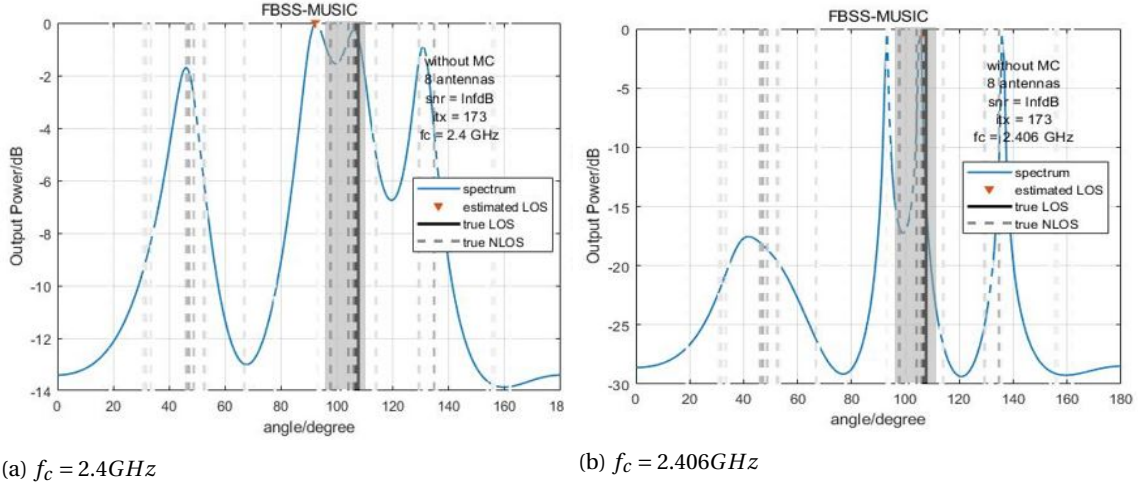 FBSS-MUSIC
0
-2
-4
-6
-8
-10
-12
-14
Output Power/dB
0
20
40
60
80
100
120
140
160
180
angle/degree
without MC
8 antennas
snr = InfdB
itx = 173
fc = 2.4 GHz
spectrum
estimated LOS
true LOS
true NLOS
(a) f_c = 2.4GHz
FBSS-MUSIC
0
-5
-10
-15
-20
-25
-30
Output Power/dB
0
20
40
60
80
100
120
140
160
180
angle/degree
without MC
8 antennas
snr = InfdB
itx = 173
fc = 2.406 GHz
spectrum
estimated LOS
true LOS
true NLOS
(b) f_c = 2.406GHz